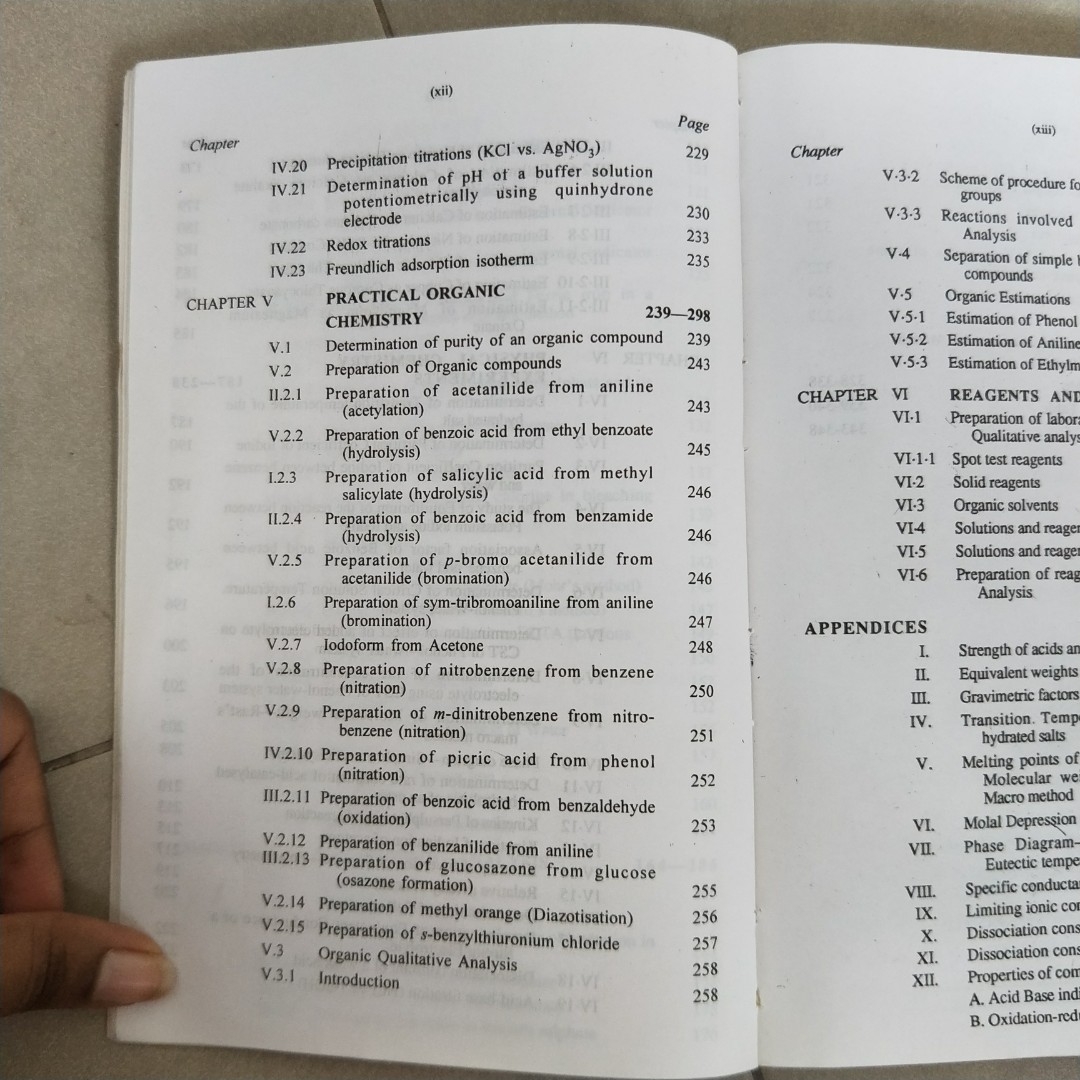 (xii)
Chapter Page
IV.20 Precipitation titrations (KCl vs. AgNO3) 229
IV.21 Determination of pH of a buffer solution
potentiometrically using quinhydrone
electrode 230
IV.22 Redox titrations 233
IV.23 Freundlich adsorption isotherm 235
CHAPTER V PRACTICAL ORGANIC
CHEMISTRY 239—298
V.1 Determination of purity of an organic compound 239
V.2 Preparation of Organic compounds 243
II.2.1 Preparation of acetanilide from aniline
(acetylation) 243
V.2.2 Preparation of benzoic acid from ethyl benzoate
(hydrolysis) 245
I.2.3 Preparation of salicylic acid from methyl
salicylate (hydrolysis) 246
II.2.4 Preparation of benzoic acid from benzamide
(hydrolysis) 246
V.2.5 Preparation of p-bromo acetanilide from
acetanilide (bromination) 246
I.2.6 Preparation of sym-tribromoaniline from aniline
(bromination) 247
V.2.7 Iodoform from Acetone 248
V.2.8 Preparation of nitrobenzene from benzene
(nitration) 250
V.2.9 Preparation of m-dinitrobenzene from nitro-
benzene (nitration) 251
IV.2.10 Preparation of picric acid from phenol
(nitration) 252
III.2.11 Preparation of benzoic acid from benzaldehyde
(oxidation) 253
V.2.12 Preparation of benzanilide from aniline
III.2.13 Preparation of glucosazone from glucose
(osazone formation) 255
V.2.14 Preparation of methyl orange (Diazotisation) 256
V.2.15 Preparation of s-benzylthiuronium chloride 257
V.3 Organic Qualitative Analysis 258
V.3.1 Introduction 258
(xiii)
Chapter
V·3·2 Scheme of procedure fo
groups
V·3·3 Reactions involved
Analysis
V·4 Separation of simple
compounds
V·5 Organic Estimations
V·5·1 Estimation of Phenol
V·5·2 Estimation of Aniline
V·5·3 Estimation of Ethylm
CHAPTER VI REAGENTS AND
VI·1 Preparation of labora
Qualitative analys
VI·1·1 Spot test reagents
VI·2 Solid reagents
VI·3 Organic solvents
VI·4 Solutions and reage
VI·5 Solutions and reage
VI·6 Preparation of reag
Analysis
APPENDICES
I. Strength of acids an
II. Equivalent weights
III. Gravimetric factors
IV. Transition. Temp
hydrated salts
V. Melting points of
Molecular we
Macro method
VI. Molal Depression
VII. Phase Diagram-
Eutectic tempe
VIII. Specific conducta
IX. Limiting ionic co
X. Dissociation cons
XI. Dissociation cons
XII. Properties of com
A. Acid Base indi
B. Oxidation-redu